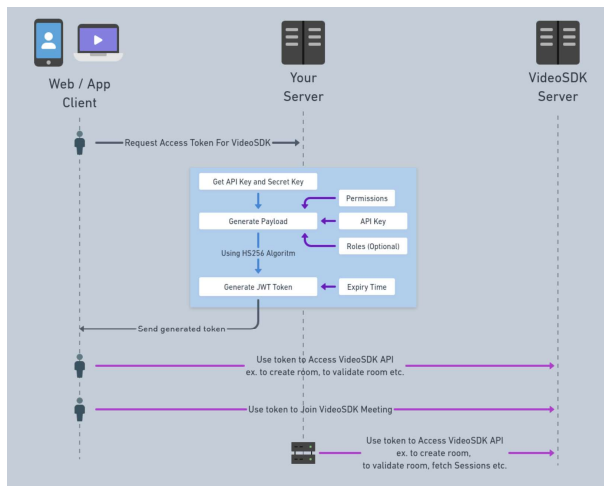 Web / App
Client
Your
Server
VideoSDK
Server
Request Access Token For VideoSDK
Get API Key and Secret Key
Permissions
Generate Payload
API Key
Roles (Optional)
Using HS256 Algoritm
Generate JWT Token
Expiry Time
Send generated token
Use token to Access VideoSDK API
ex. to create room, to validate room etc.
Use token to Join VideoSDK Meeting
Use token to Access VideoSDK API
ex. to create room,
to validate room, fetch Sessions etc.